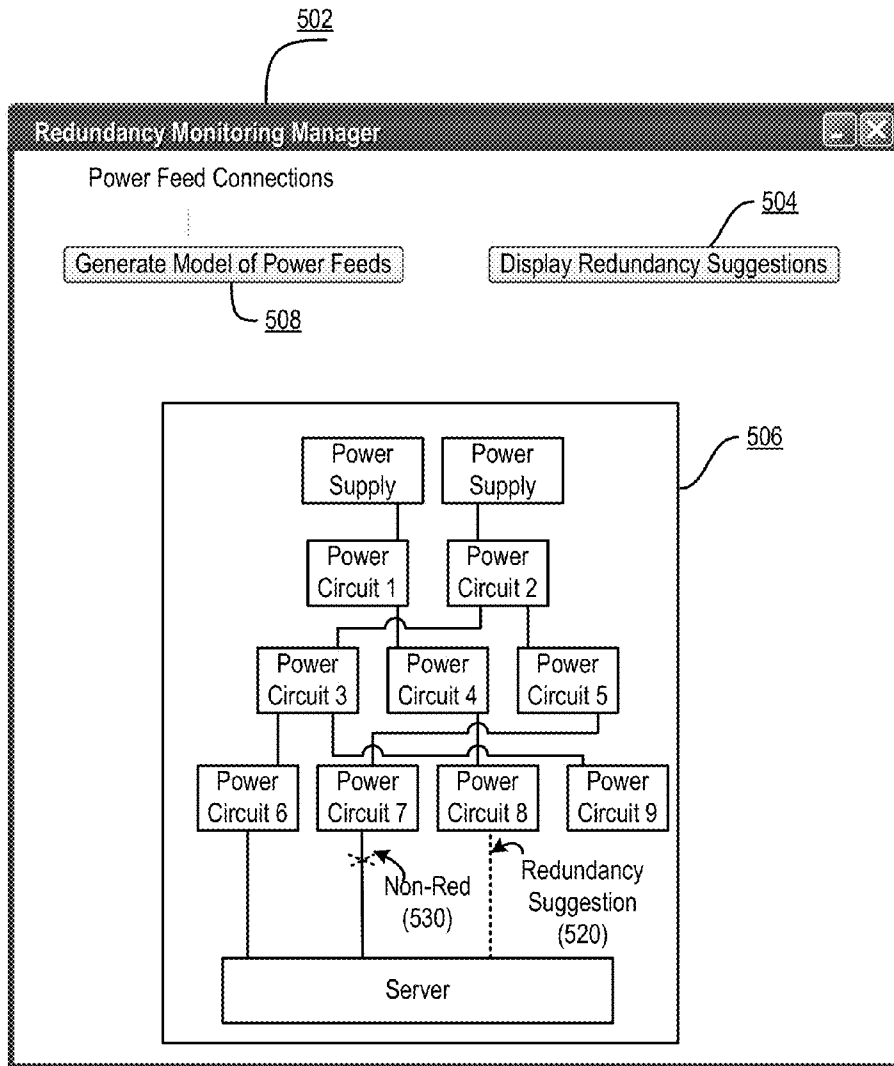 502
Redundancy Monitoring Manager
Power Feed Connections
504
Generate Model of Power Feeds
Display Redundancy Suggestions
508
506
Power
Supply
Power
Supply
Power
Circuit 1
Power
Circuit 2
Power
Circuit 3
Power
Circuit 4
Power
Circuit 5
Power
Circuit 6
Power
Circuit 7
Power
Circuit 8
Power
Circuit 9
Non-Red
(530)
Redundancy
Suggestion
(520)
Server